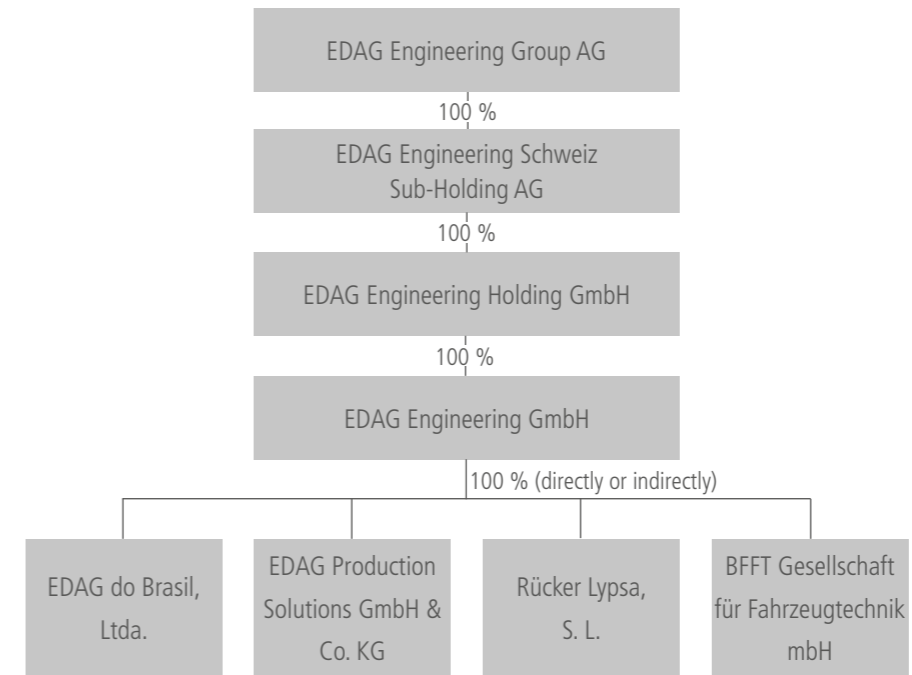 EDAG Engineering Group AG
100 %
EDAG Engineering Schweiz
Sub-Holding AG
100 %
EDAG Engineering Holding GmbH
100 %
EDAG Engineering GmbH
100 % (directly or indirectly)
EDAG do Brasil,
Ltda.
EDAG Production
Solutions GmbH &
Co. KG
Rücker Lypsa,
S. L.
BFFT Gesellschaft
für Fahrzeugtechnik
mbH